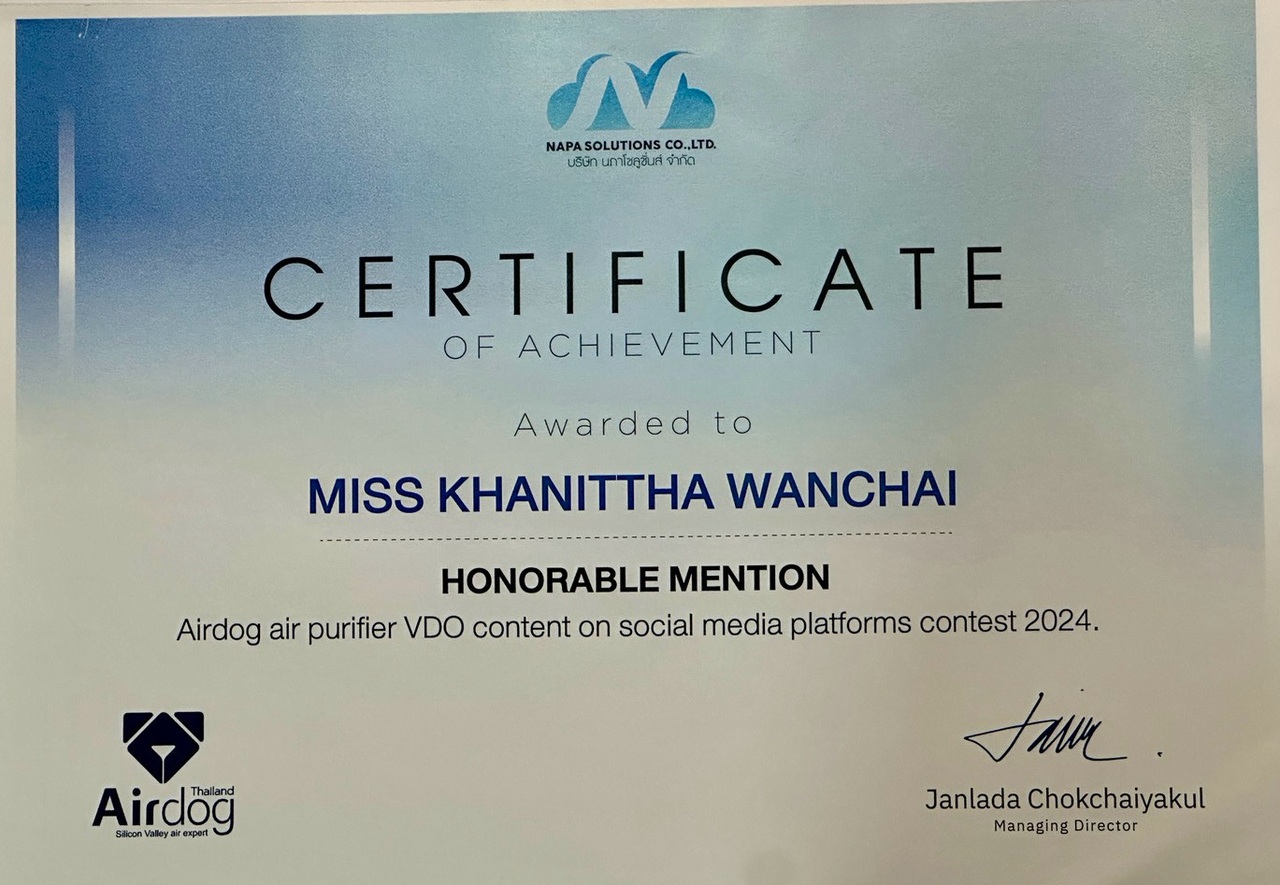 NAPA SOLUTIONS CO.,LTD.
บริษัท นภาโซลูชั่นส์ จำกัด
CERTIFICATE
OF ACHIEVEMENT
Awarded to
MISS KHANITTHA WANCHAI
HONORABLE MENTION
Airdog air purifier VDO content on social media platforms contest 2024.
Thailand
Airdog
Silicon Valley air expert
Janlada Chokchaiyakul
Managing Director